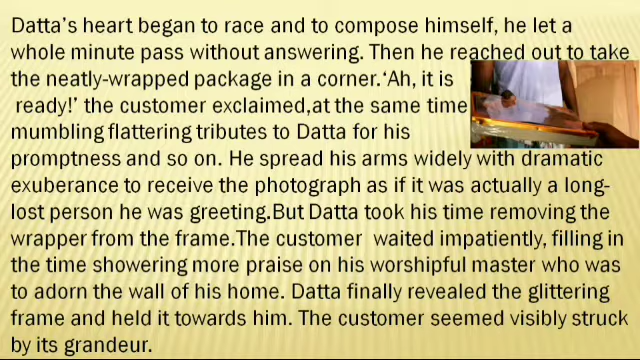 Datta’s heart began to race and to compose himself, he let a
whole minute pass without answering. Then he reached out to take
the neatly-wrapped package in a corner.‘Ah, it is
ready!’ the customer exclaimed,at the same time
mumbling flattering tributes to Datta for his
promptness and so on. He spread his arms widely with dramatic
exuberance to receive the photograph as if it was actually a long-
lost person he was greeting.But Datta took his time removing the
wrapper from the frame.The customer waited impatiently, filling in
the time showering more praise on his worshipful master who was
to adorn the wall of his home. Datta finally revealed the glittering
frame and held it towards him. The customer seemed visibly struck
by its grandeur.